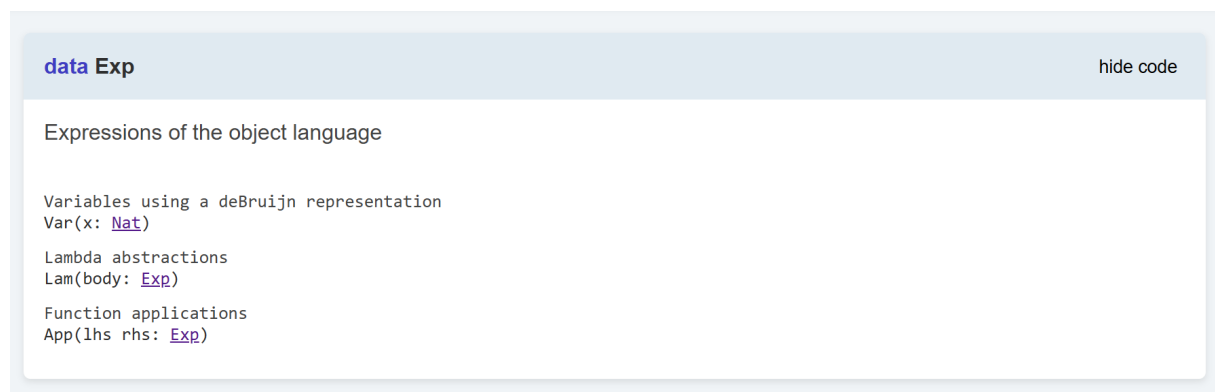 data Exp
hide code
Expressions of the object language
Variables using a deBruijn representation
Var(x: Nat)
Lambda abstractions
Lam(body: Exp)
Function applications
App(lhs rhs: Exp)